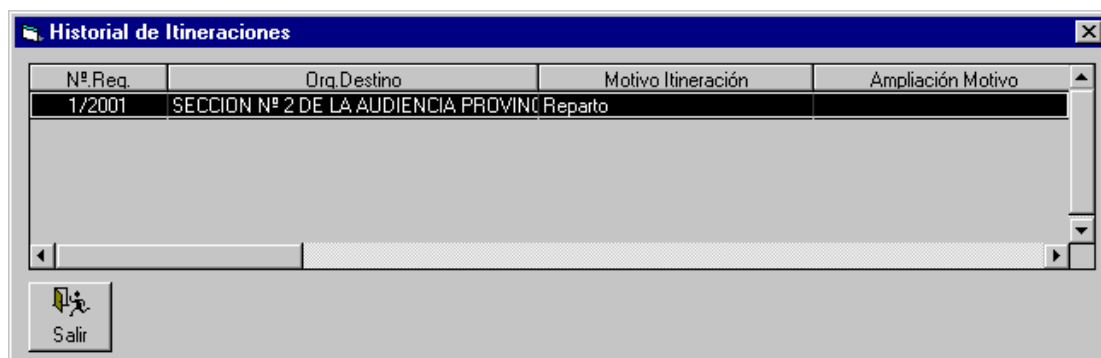 Historial de Itineraciones
Nº.Reg. Org.Destino Motivo Itineración Ampliación Motivo
1/2001 SECCION Nº 2 DE LA AUDIENCIA PROVINC Reparto
Salir